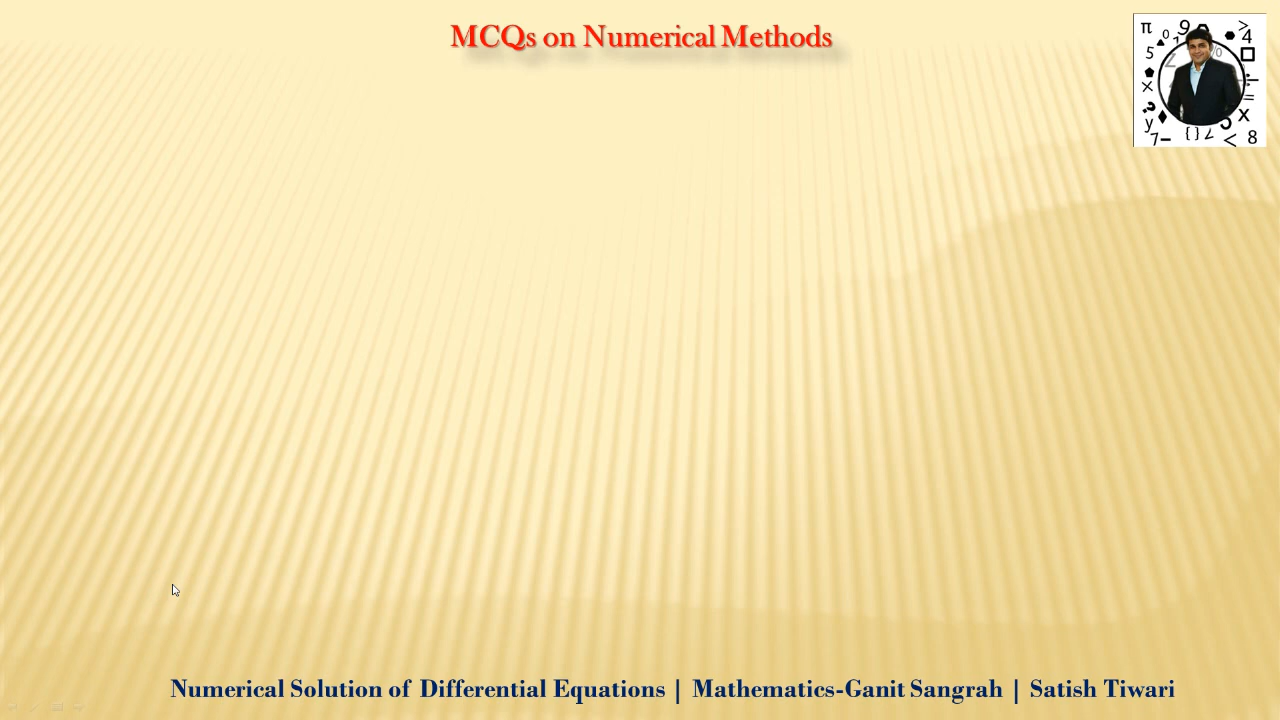 MCQs on Numerical Methods
Numerical Solution of Differential Equations | Mathematics-Ganit Sangrah | Satish Tiwari